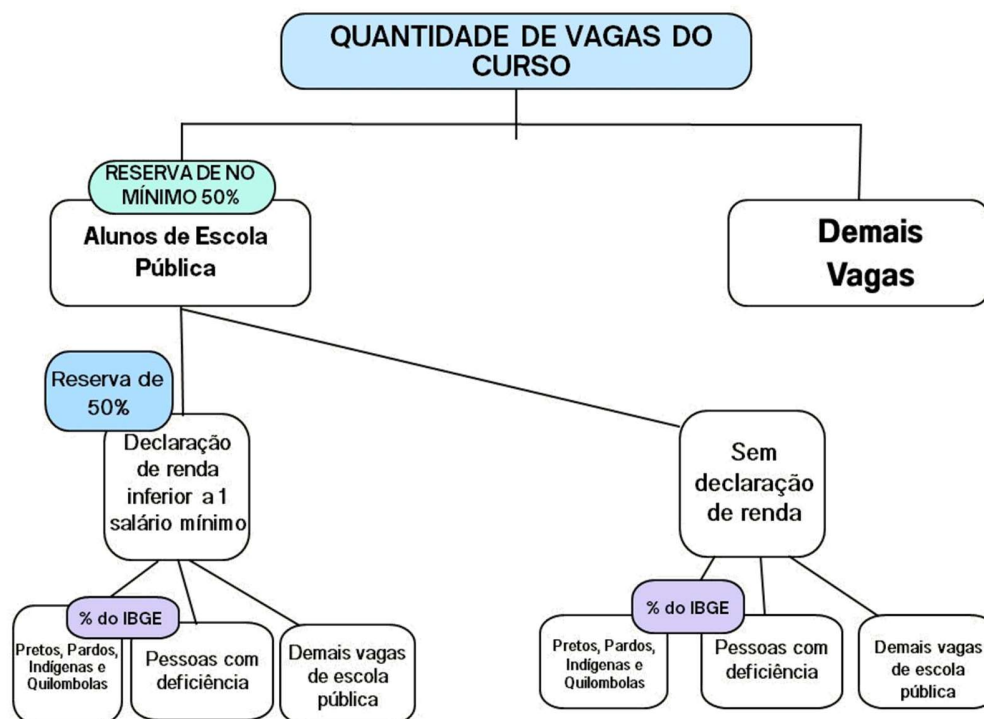 QUANTIDADE DE VAGAS DO
CURSO
RESERVA DE NO
MÍNIMO 50%
Alunos de Escola
Pública
Demais
Vagas
Reserva de
50%
Declaração
de renda
inferior a 1
salário mínimo
Sem
declaração
de renda
% do IBGE
Pretos, Pardos,
Indígenas e
Quilombolas
Pessoas com
deficiência
Demais vagas
de escola
pública
% do IBGE
Pretos, Pardos,
Indígenas e
Quilombolas
Pessoas com
deficiência
Demais vagas
de escola
pública